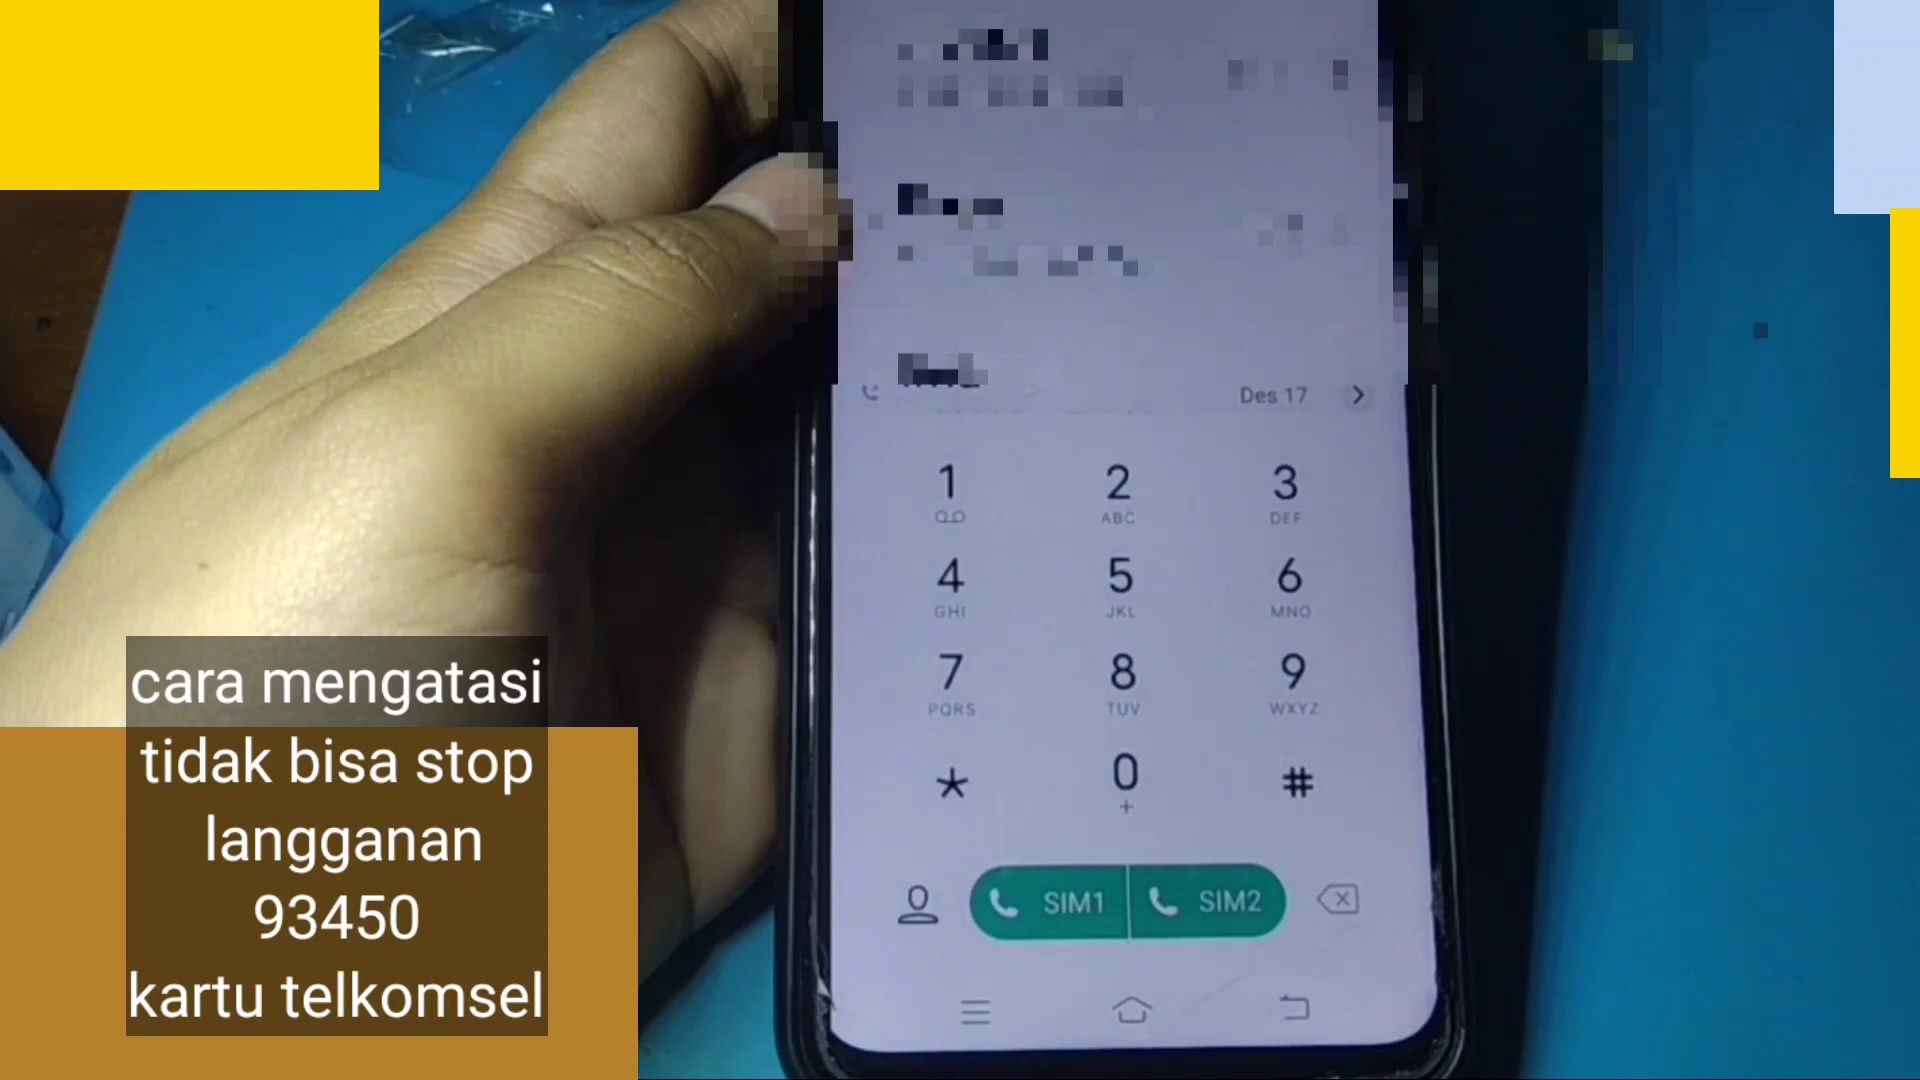 Des 17
1
2
ABC
3
DEF
4
GHI
5
JKL
6
MNO
7
PQRS
8
TUV
9
WXYZ
*
0
+
#
SIM1
SIM2
cara mengatasi
tidak bisa stop
langganan
93450
kartu telkomsel